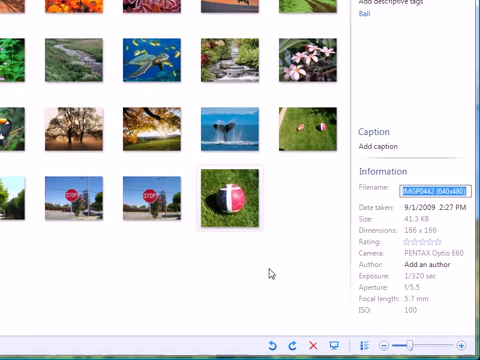 Add descriptive tags
Ball
Caption
Add caption
Information
Filename: IMGP0442 (640x480)
Date taken: 9/1/2009 2:27 PM
Size: 41.3 KB
Dimensions: 166 x 166
Rating:
Camera: PENTAX Optio E60
Author: Add an author
Exposure: 1/320 sec
Aperture: f/5.5
Focal length: 5.7 mm
ISO: 100
STOP
STOP